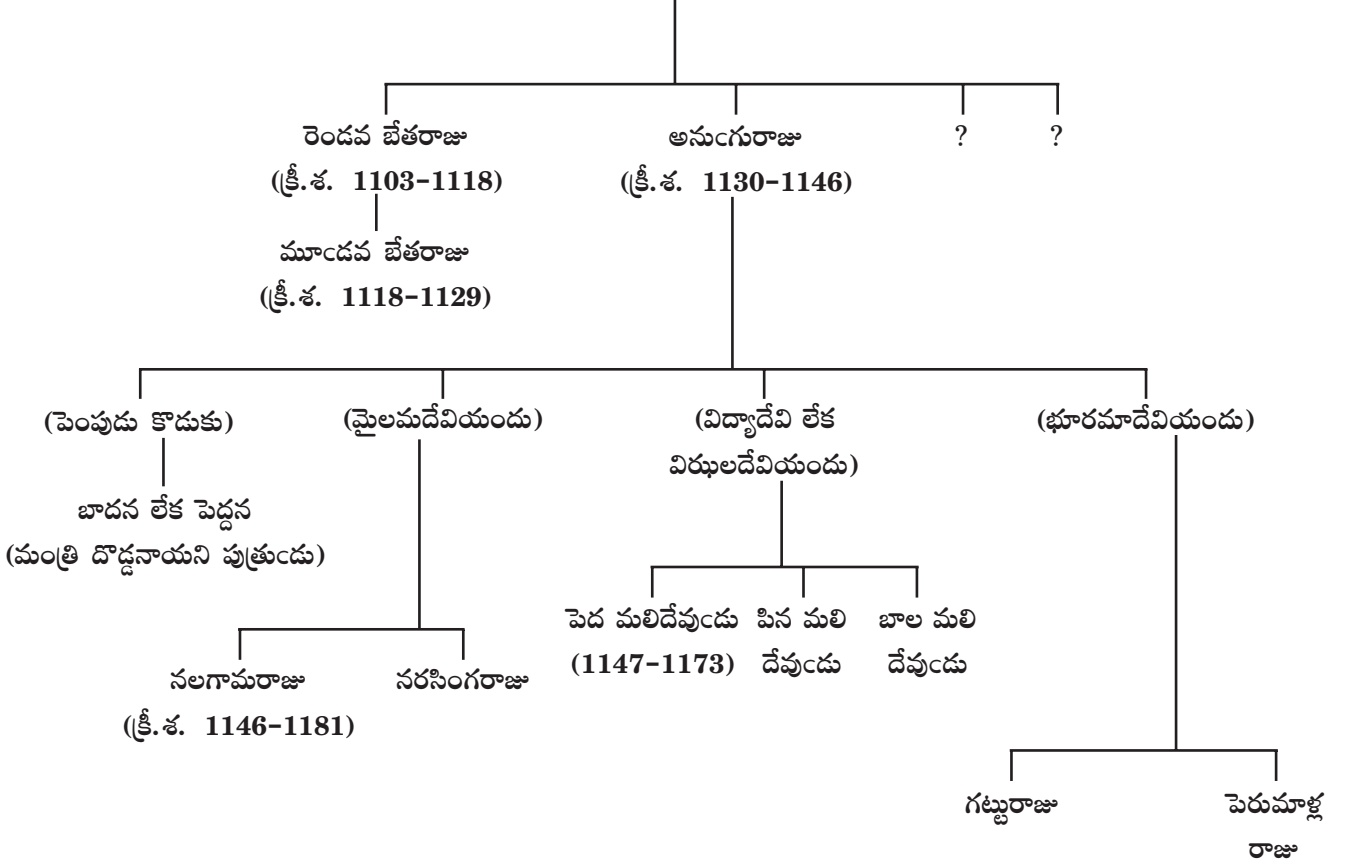 రెండవ బేతరాజు
(క్రీ.శ. 1103-1118)
అనుఁగురాజు
(క్రీ.శ. 1130-1146)
?
?
మూఁడవ బేతరాజు
(క్రీ.శ. 1118-1129)
(పెంపుడు కొడుకు)
(మైలమదేవియందు)
(విద్యాదేవి లేక
విఝలదేవియందు)
(భూరమాదేవియందు)
బాదన లేక పెద్దన
(మంత్రి దొడ్డనాయని పుత్రుఁడు)
పెద మలిదేవుఁడు
(1147-1173)
పిన మలి
దేవుఁడు
బాల మలి
దేవుఁడు
నలగామరాజు
(క్రీ.శ. 1146-1181)
నరసింగరాజు
గట్టురాజు
పెరుమాళ్ల
రాజు